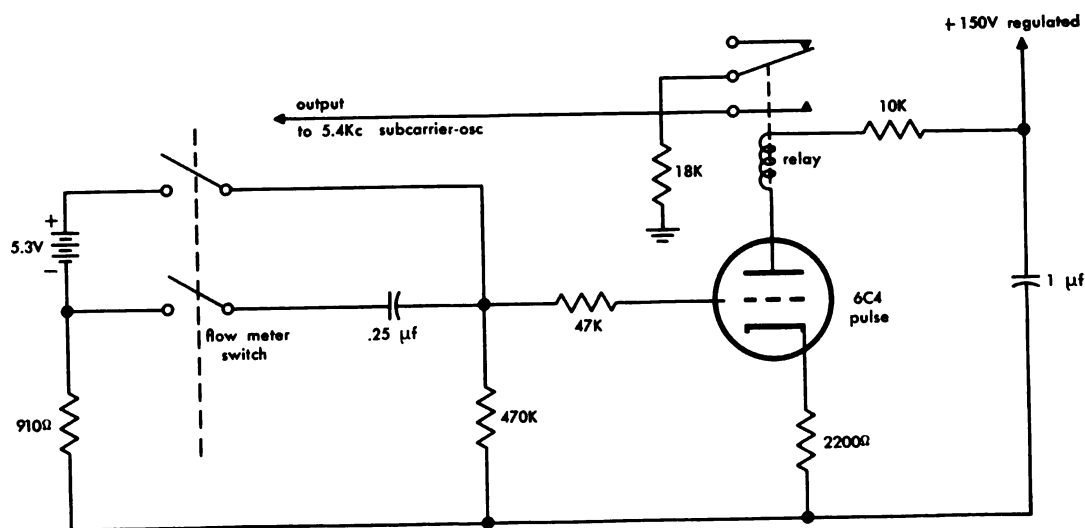 +150V regulated
output
to 5.4Kc subcarrier-osc
10K
18K
relay
+
5.3V
-
6C4
pulse
1 μf
47K
.25 μf
flow meter
switch
910Ω
470K
2200Ω